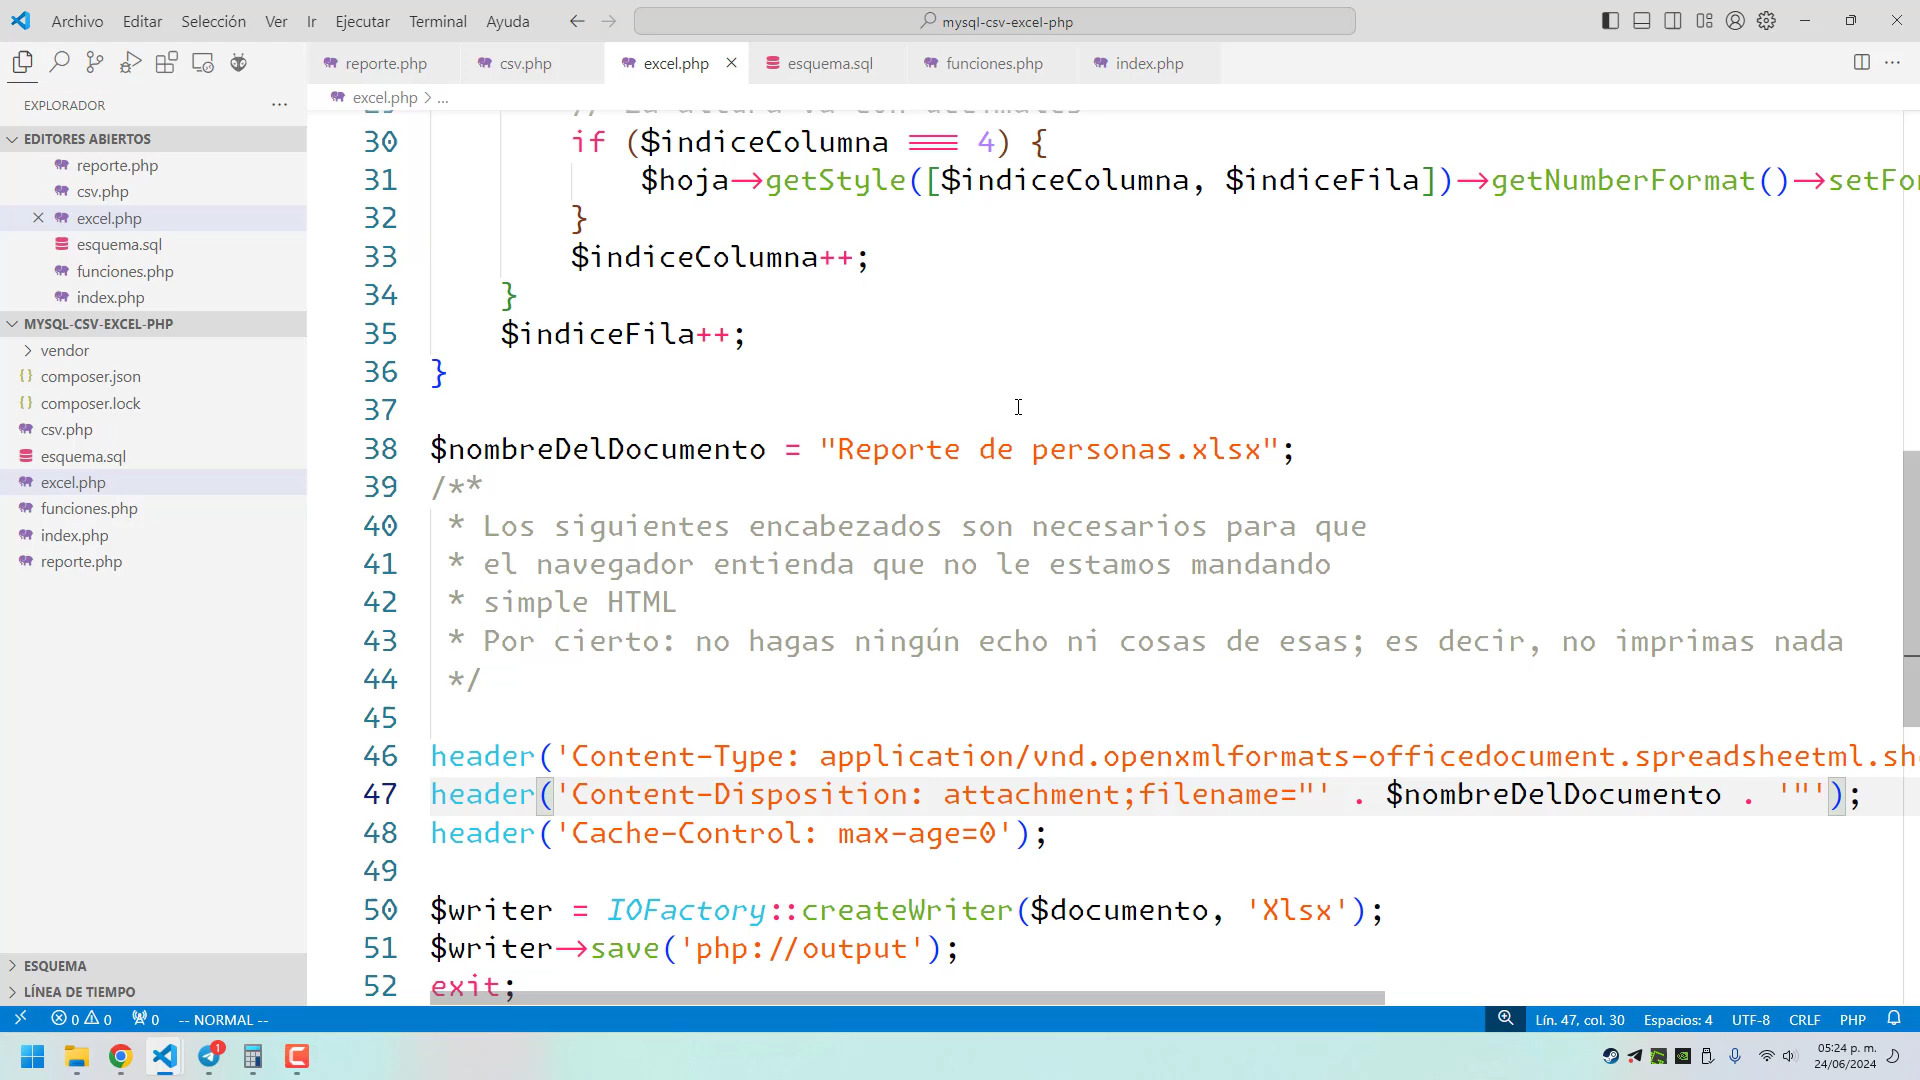 Archivo Editar Selección Ver Ir Ejecutar Terminal Ayuda mysql-csv-excel-php
reporte.php csv.php excel.php esquema.sql funciones.php index.php
EXPLORADOR
excel.php > ...
EDITORES ABIERTOS
reporte.php
csv.php
excel.php
esquema.sql
funciones.php
index.php
MYSQL-CSV-EXCEL-PHP
vendor
composer.json
composer.lock
csv.php
esquema.sql
excel.php
funciones.php
index.php
reporte.php
ESQUEMA
LÍNEA DE TIEMPO
30 if ($indiceColumna === 4) {
31 $hoja->getStyle([$indiceColumna, $indiceFila])->getNumberFormat()->setFo
32 }
33 $indiceColumna++;
34 }
35 $indiceFila++;
36 }
37
38 $nombreDelDocumento = "Reporte de personas.xlsx";
39 /**
40 * Los siguientes encabezados son necesarios para que
41 * el navegador entienda que no le estamos mandando
42 * simple HTML
43 * Por cierto: no hagas ningún echo ni cosas de esas; es decir, no imprimas nada
44 */
45
46 header('Content-Type: application/vnd.openxmlformats-officedocument.spreadsheetml.sh
47 header('Content-Disposition: attachment;filename="' . $nombreDelDocumento . '"');
48 header('Cache-Control: max-age=0');
49
50 $writer = IOFactory::createWriter($documento, 'Xlsx');
51 $writer->save('php://output');
52 exit;
0 0 0 -- NORMAL -- Lín. 47, col. 30 Espacios: 4 UTF-8 CRLF PHP
1
05:24 p. m.
24/06/2024